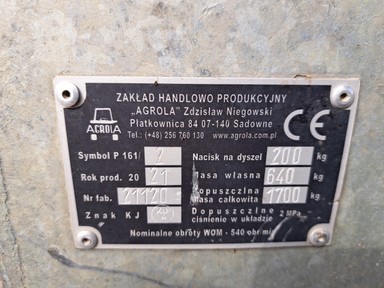 ZAKŁAD HANDLOWO PRODUKCYJNY
„AGROLA" Zdzisław Niegowski
Płatkownica 84 07-140 Sadowne
Tel.: (+48) 256 760 130 www.agrola.com.pl
AGROLA
CE
Symbol P 161/ 2 Nacisk na dyszel 200 kg
Rok prod. 20 21 Masa własna 640 kg
Nr fab. 21120 Dopuszczalna masa całkowita 1700 kg
Znak KJ Dopuszczalne ciśnienie w układzie 2 MPa
Nominalne obroty WOM - 540 obr/min